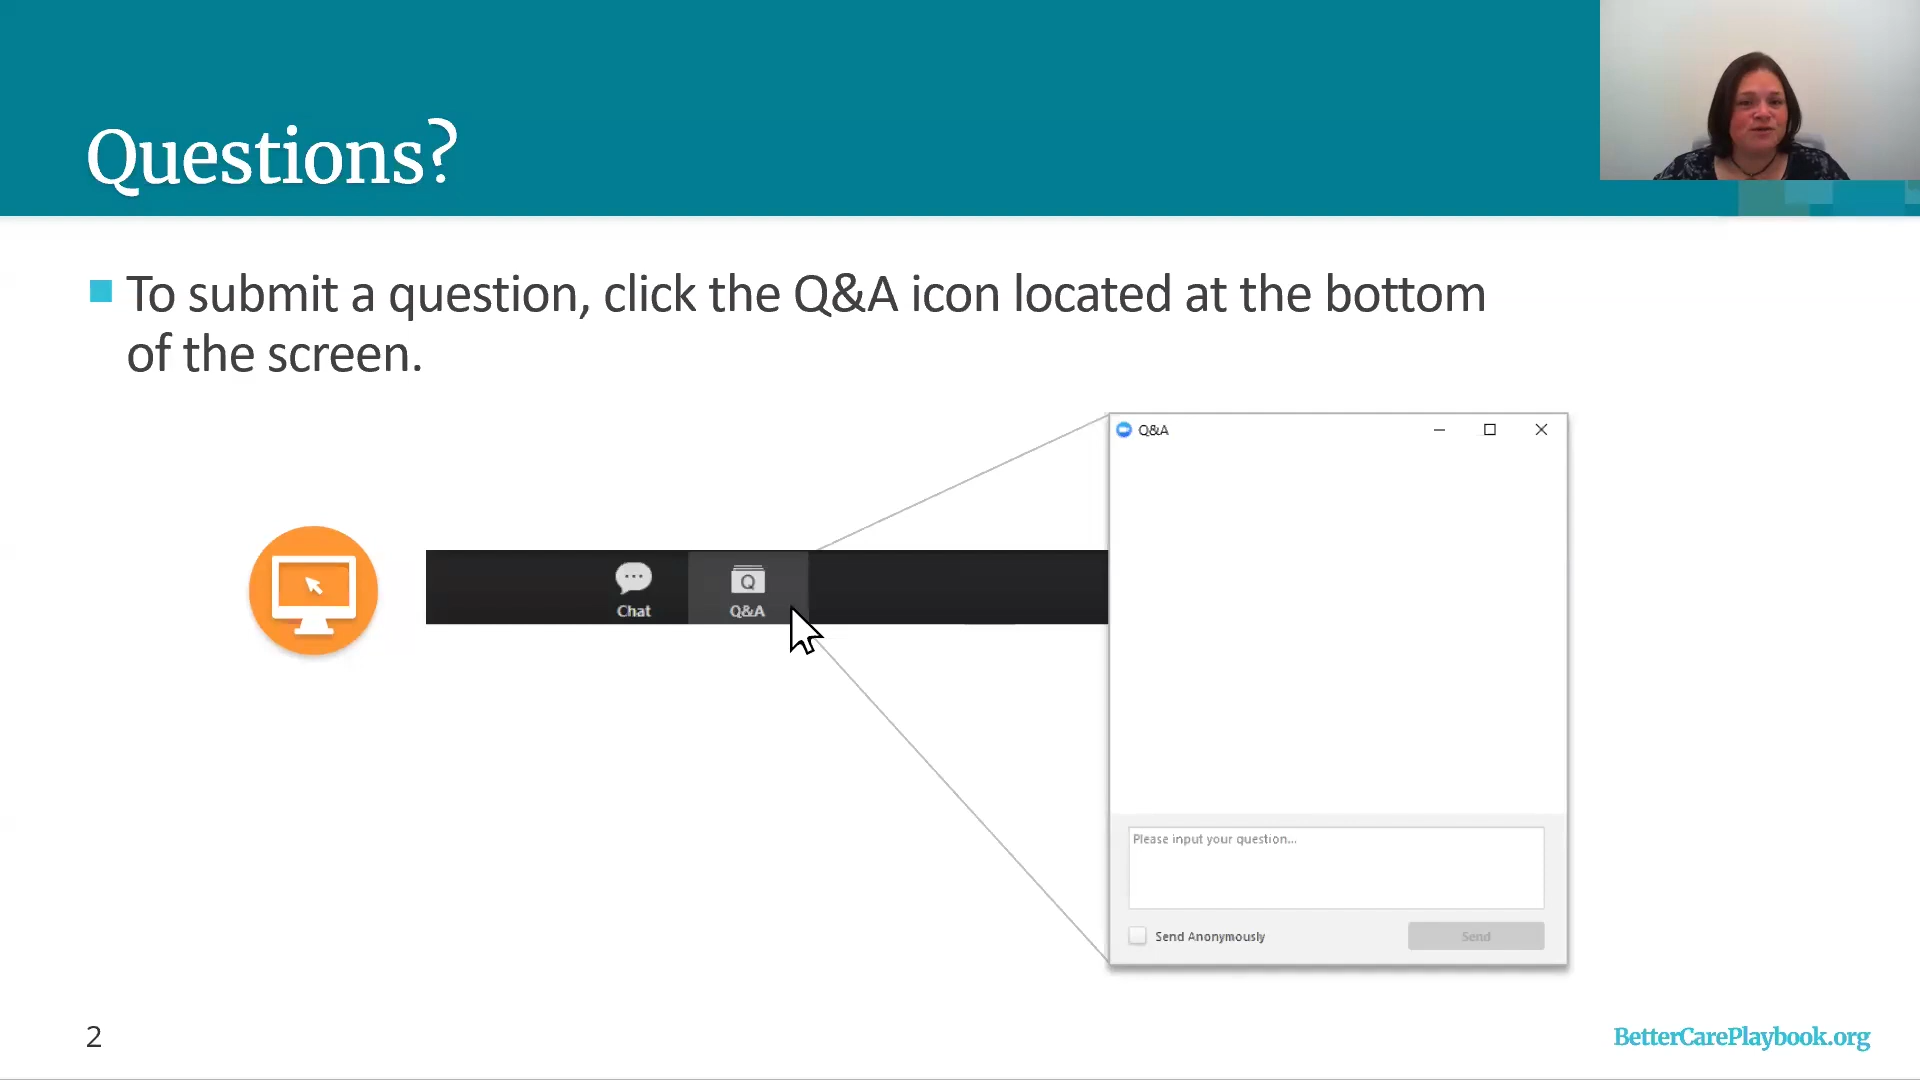 Questions?
To submit a question, click the Q&A icon located at the bottom
of the screen.
Q&A
Chat
Q
Q&A
Please input your question...
Send Anonymously
Send
2
BetterCarePlaybook.org